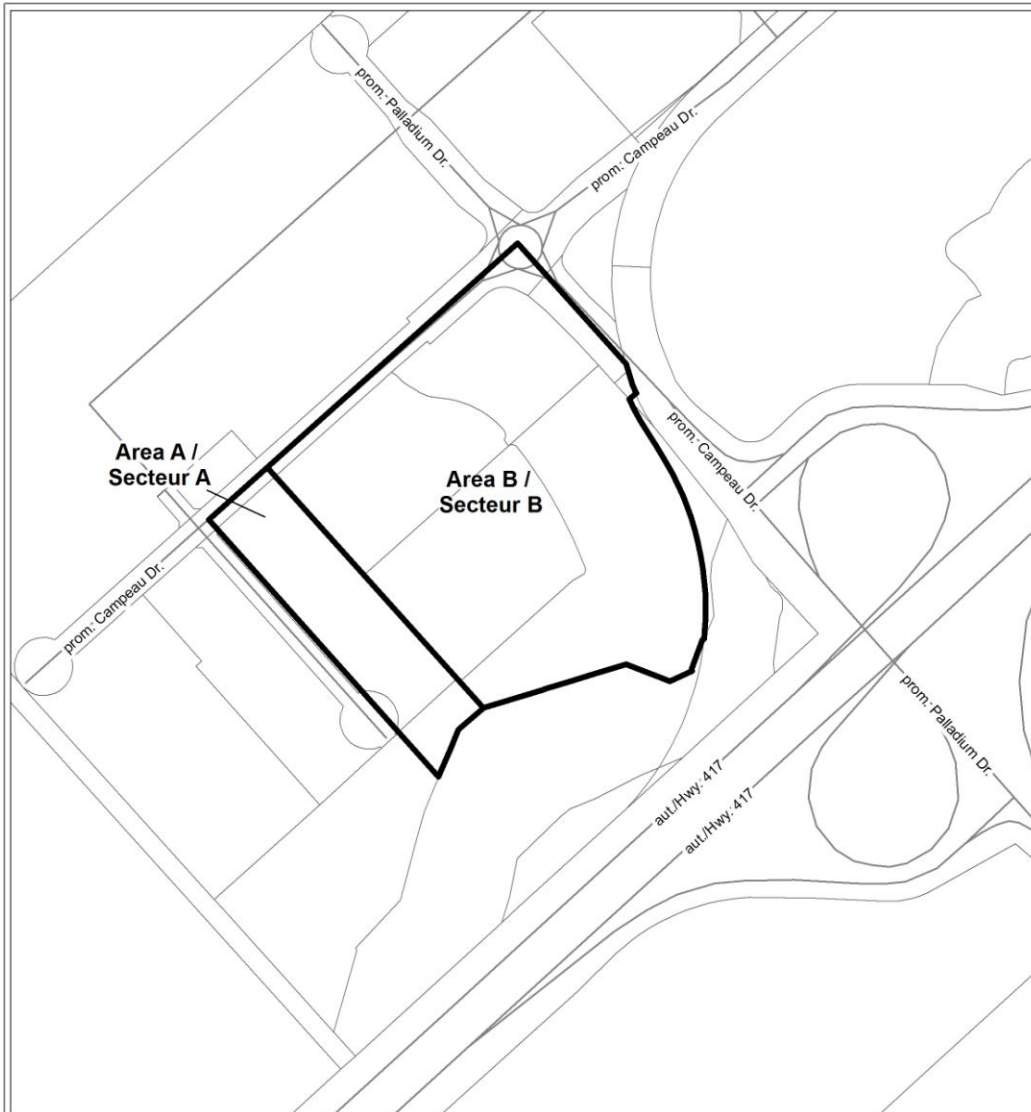 prom. Palladium Dr.
prom. Campeau Dr.
Area A /
Secteur A
Area B /
Secteur B
prom. Campeau Dr.
prom. Campeau Dr.
prom. Palladium Dr.
aut./Hwy. 417
aut./Hwy. 417